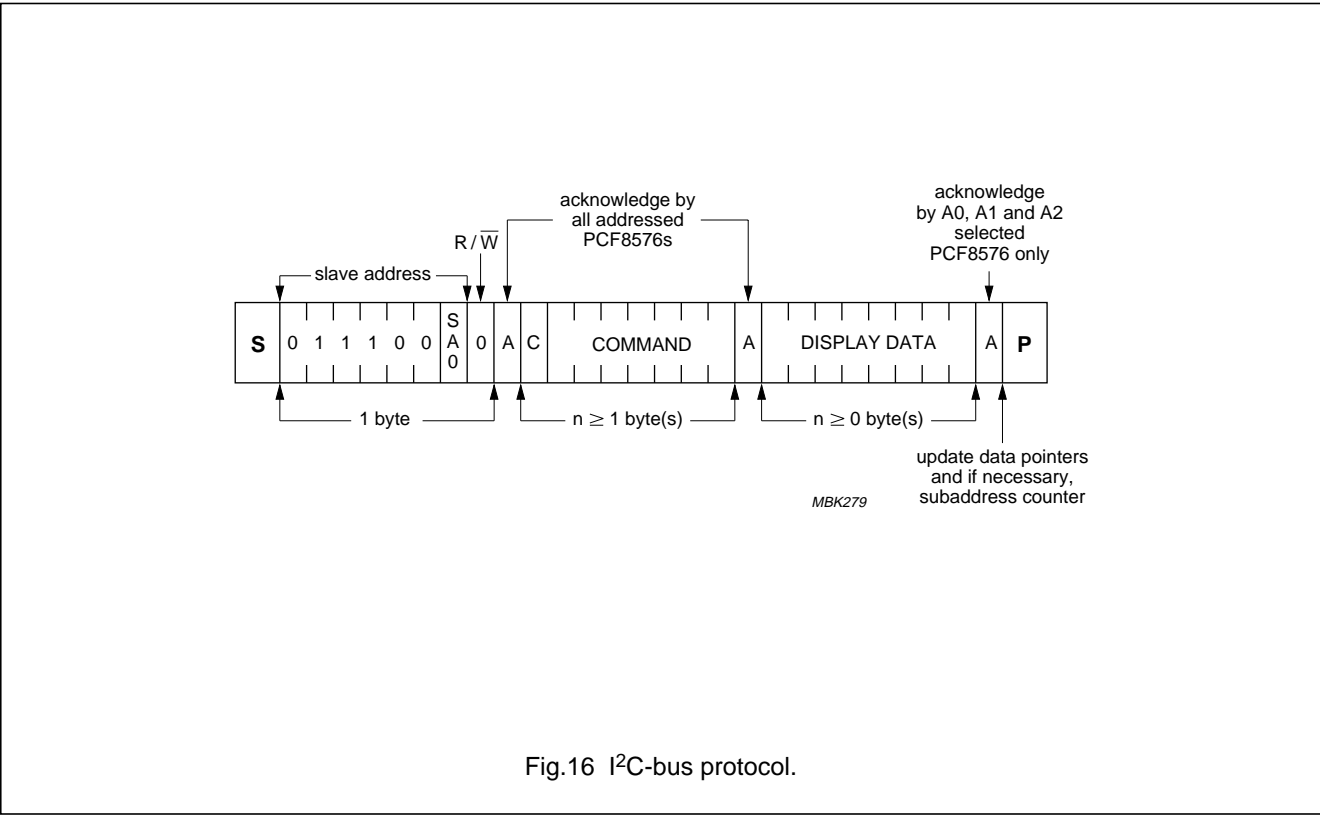 acknowledge by
all addressed
PCF8576s
acknowledge
by A0, A1 and A2
selected
PCF8576 only
R / W̅
slave address
S 0 1 1 1 0 0 S A 0 0 A C COMMAND A DISPLAY DATA A P
1 byte
n ≥ 1 byte(s)
n ≥ 0 byte(s)
update data pointers
and if necessary,
subaddress counter
MBK279
Fig.16 I²C-bus protocol.